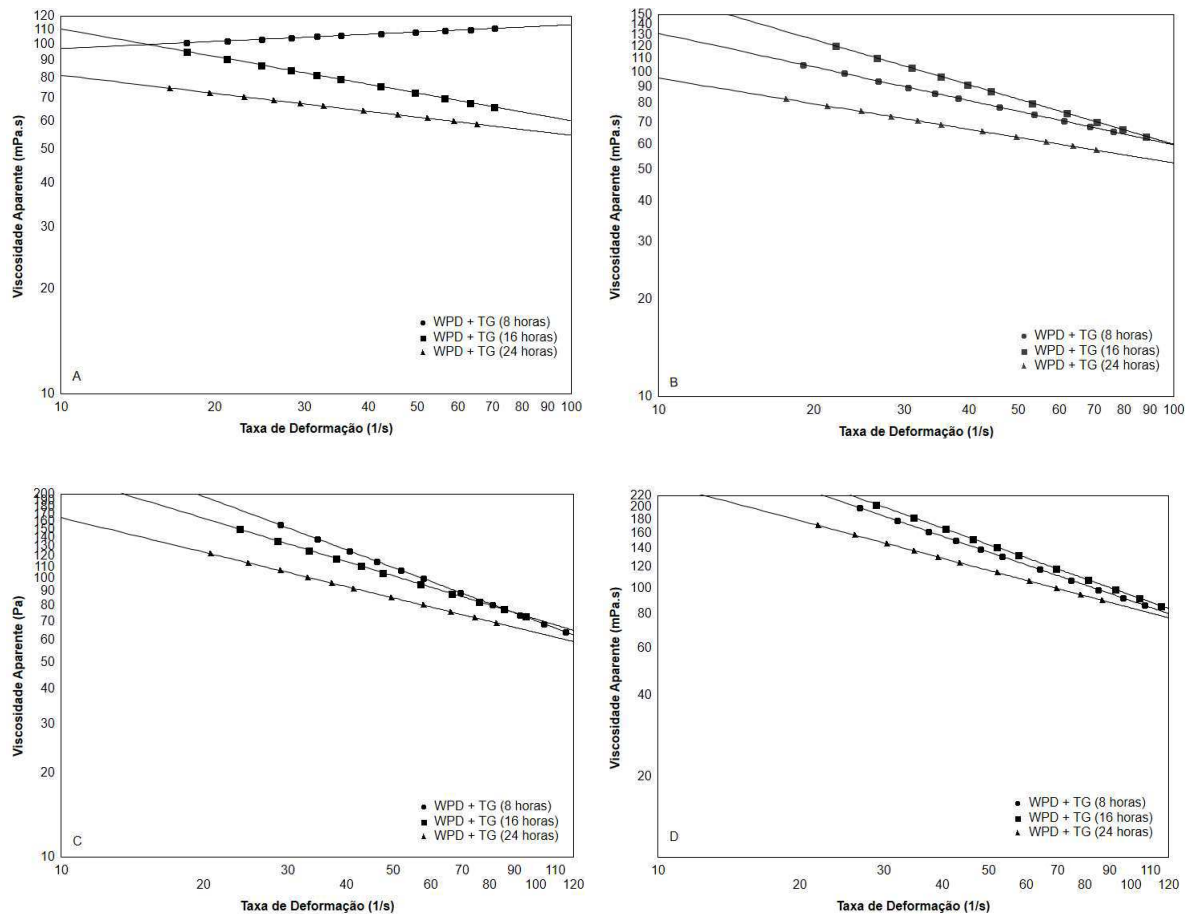 120
110
100
90
80
70
60
50
40
30
20
10
Viscosidade Aparente (mPa.s)
WPD + TG (8 horas)
WPD + TG (16 horas)
WPD + TG (24 horas)
A
10 20 30 40 50 60 70 80 90 100
Taxa de Deformação (1/s)
150
140
130
120
110
100
90
80
70
60
50
40
30
20
10
Viscosidade Aparente (mPa.s)
WPD + TG (8 horas)
WPD + TG (16 horas)
WPD + TG (24 horas)
B
10 20 30 40 50 60 70 80 90 100
Taxa de Deformação (1/s)
200
190
180
170
160
150
140
130
120
110
100
90
80
70
60
50
40
30
20
10
Viscosidade Aparente (Pa)
WPD + TG (8 horas)
WPD + TG (16 horas)
WPD + TG (24 horas)
C
10 30 50 70 90 110
20 40 60 80 100 120
Taxa de Deformação (1/s)
220
200
180
160
140
120
100
80
60
40
20
Viscosidade Aparente (mPa.s)
WPD + TG (8 horas)
WPD + TG (16 horas)
WPD + TG (24 horas)
D
10 30 50 70 90 110
20 40 60 80 100 120
Taxa de Deformação (1/s)